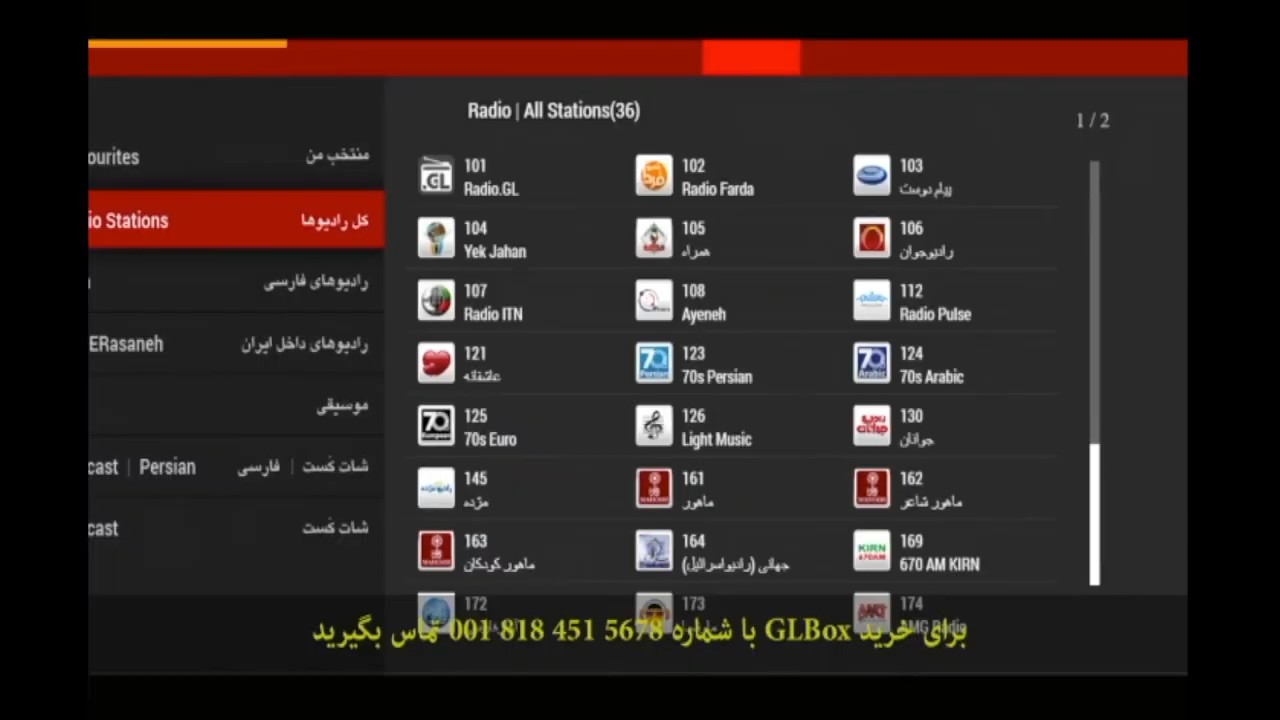 Radio | All Stations(36)
1 / 2
ourites منتخب من
io Stations کل رادیوها
رادیوهای فارسی
ERasaneh رادیوهای داخل ایران
موسیقی
cast | Persian شات کست | فارسی
cast شات کست
101
Radio.GL
102
Radio Farda
103
پیام دوست
104
Yek Jahan
105
همراه
106
رادیوجوان
107
Radio ITN
108
Ayeneh
112
Radio Pulse
121
عاشقانه
123
70s Persian
124
70s Arabic
125
70s Euro
126
Light Music
130
جوانان
145
مژده
161
ماهور
162
ماهور شاعر
163
ماهور کودکان
164
جهانی (رادیواسرائیل)
169
670 AM KIRN
172
173
174
AMG Radio
برای خرید GLBox با شماره 001 818 451 5678 تماس بگیرید